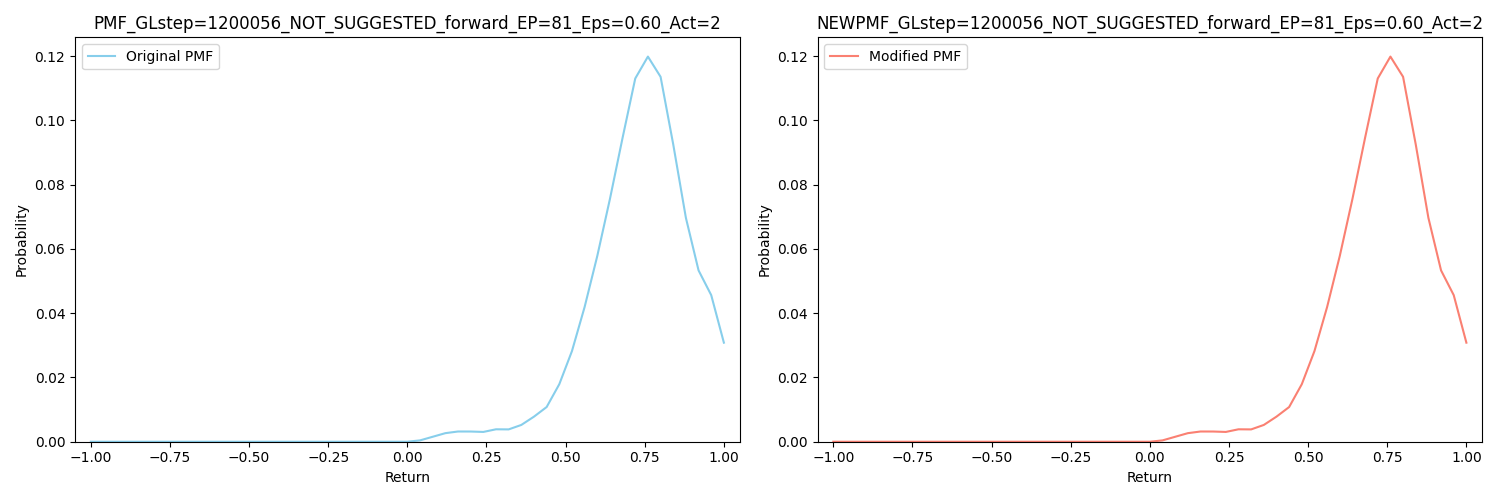 PMF_GLstep=1200056_NOT_SUGGESTED_forward_EP=81_Eps=0.60_Act=2
Original PMF
Probability
0.12
0.10
0.08
0.06
0.04
0.02
0.00
−1.00 −0.75 −0.50 −0.25 0.00 0.25 0.50 0.75 1.00
Return
NEWPMF_GLstep=1200056_NOT_SUGGESTED_forward_EP=81_Eps=0.60_Act=2
Modified PMF
Probability
0.12
0.10
0.08
0.06
0.04
0.02
0.00
−1.00 −0.75 −0.50 −0.25 0.00 0.25 0.50 0.75 1.00
Return